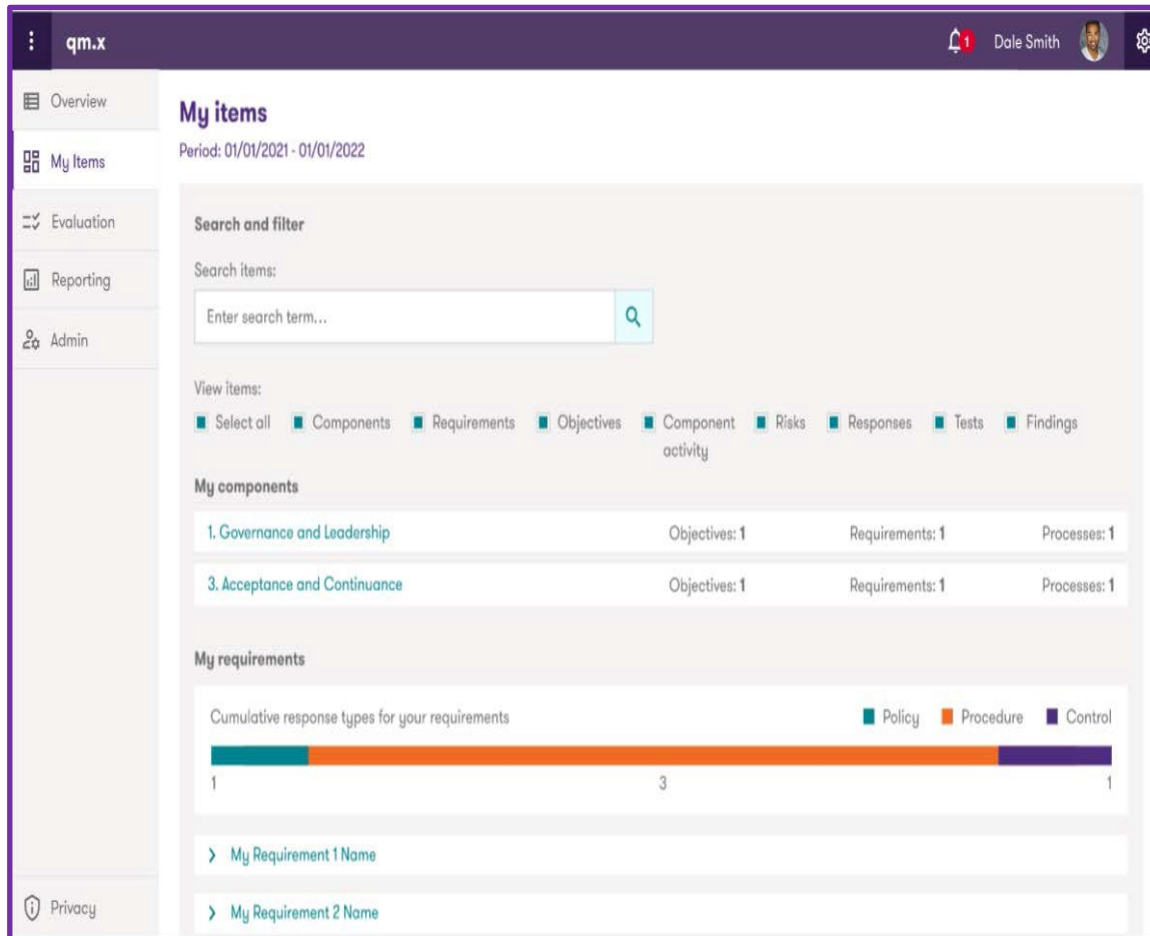 qm.x
1
Dale Smith
Overview
My Items
Evaluation
Reporting
Admin
Privacy
My items
Period: 01/01/2021 - 01/01/2022
Search and filter
Search items:
Enter search term...
View items:
Select all Components Requirements Objectives Component activity Risks Responses Tests Findings
My components
1. Governance and Leadership Objectives: 1 Requirements: 1 Processes: 1
3. Acceptance and Continuance Objectives: 1 Requirements: 1 Processes: 1
My requirements
Cumulative response types for your requirements Policy Procedure Control
1 3 1
My Requirement 1 Name
My Requirement 2 Name